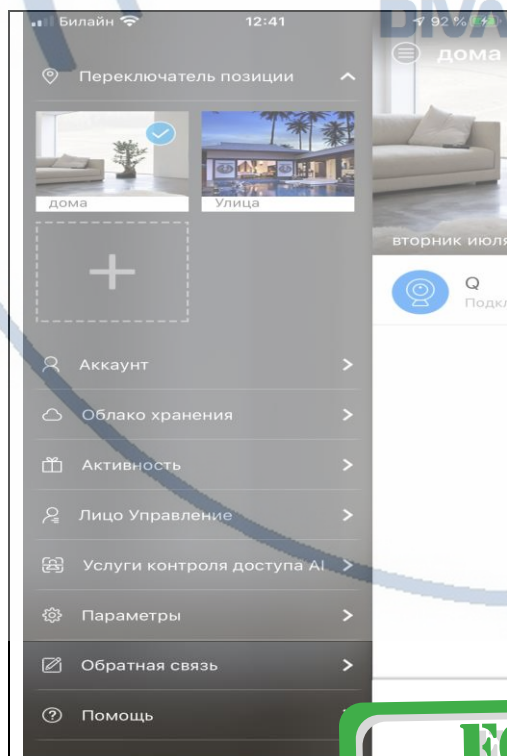 Билайн 12:41 92 %
Переключатель позиции
дома
дома
Улица
вторник июля
Q
Аккаунт
Облако хранения
Активность
Лицо Управление
Услуги контроля доступа AI
Параметры
Обратная связь
Помощь